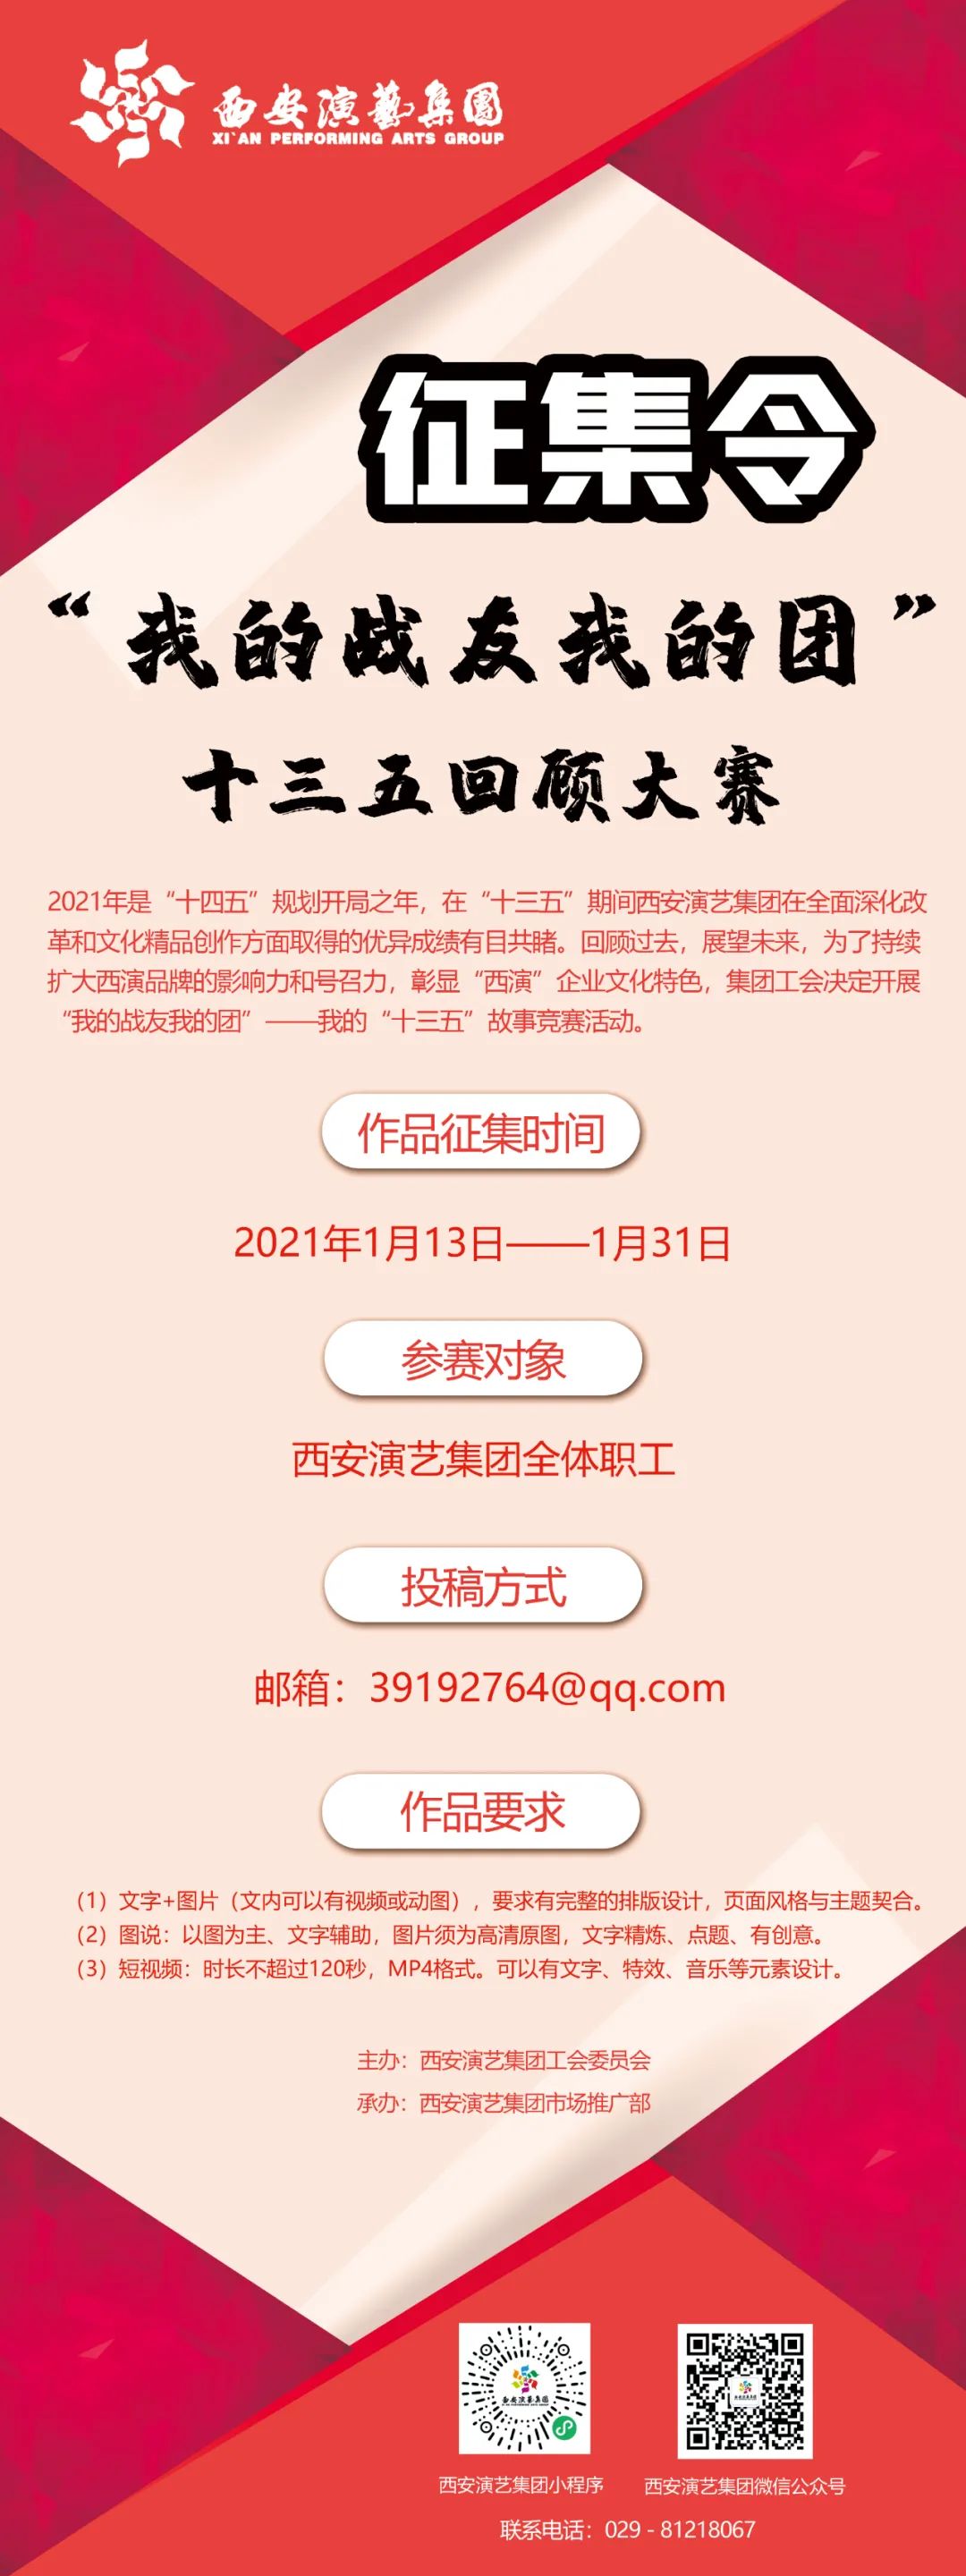 西安演藝集團
XI`AN PERFORMING ARTS GROUP
征集令
“我的战友我的团”
十三五回顾大赛
2021年是“十四五”规划开局之年，在“十三五”期间西安演艺集团在全面深化改
革和文化精品创作方面取得的优异成绩有目共睹。回顾过去，展望未来，为了持续
扩大西演品牌的影响力和号召力，彰显“西演”企业文化特色，集团工会决定开展
“我的战友我的团”——我的“十三五”故事竞赛活动。
作品征集时间
2021年1月13日——1月31日
参赛对象
西安演艺集团全体职工
投稿方式
邮箱：39192764@qq.com
作品要求
（1）文字+图片（文内可以有视频或动图），要求有完整的排版设计，页面风格与主题契合。
（2）图说：以图为主、文字辅助，图片须为高清原图，文字精炼、点题、有创意。
（3）短视频：时长不超过120秒，MP4格式。可以有文字、特效、音乐等元素设计。
主办：西安演艺集团工会委员会
承办：西安演艺集团市场推广部
西安演藝集團
西安演藝集團
西安演艺集团小程序
西安演艺集团微信公众号
联系电话：029 - 81218067